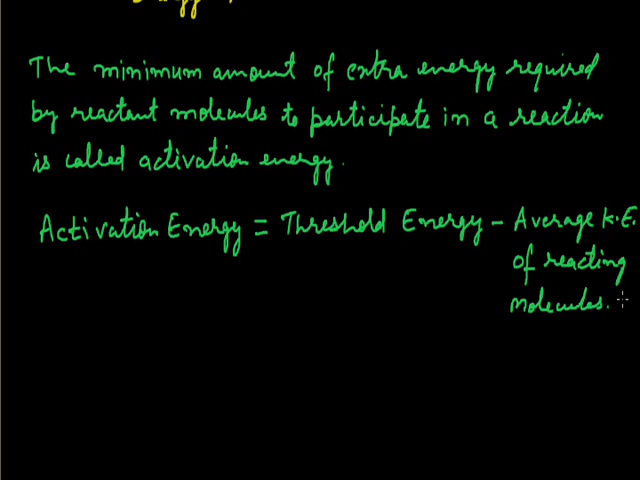 The minimum amount of extra energy required
by reactant molecules to participate in a reaction
is called activation energy.
Activation Energy = Threshold Energy - Average K.E.
of reacting
molecules.